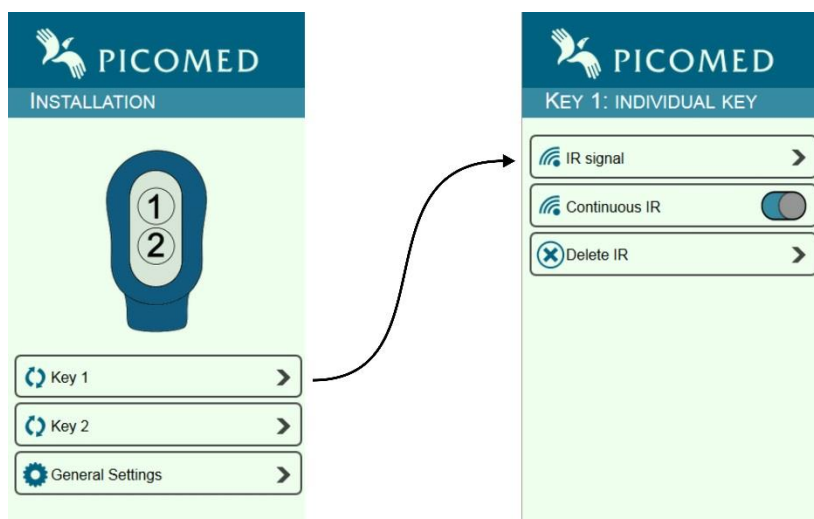 PICOMED
INSTALLATION
1
2
Key 1
Key 2
General Settings
PICOMED
KEY 1: INDIVIDUAL KEY
IR signal
Continuous IR
Delete IR